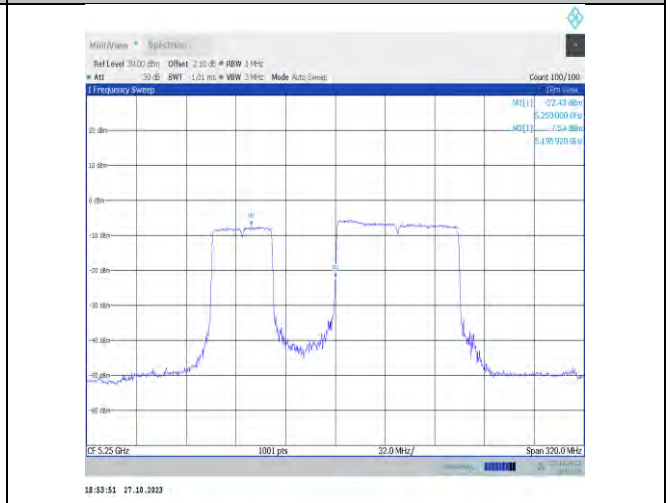 MultiView Spectrum
Ref Level 30.00 dBm Offset 2.10 dB RBW 1 MHz
Att 30 dB SWT 1.01 ms VBW 3 MHz Mode Auto Sweep Count 100/100
1 Frequency Sweep 1Rm View
M1[1] -22.43 dBm
5.250000 GHz
M2[1] -7.54 dBm
5.195920 GHz
20 dBm
10 dBm
0 dBm
-10 dBm
-20 dBm
-30 dBm
-40 dBm
-50 dBm
-60 dBm
CF 5.25 GHz 1001 pts 32.0 MHz/ Span 320.0 MHz
18:53:51 27.10.2023